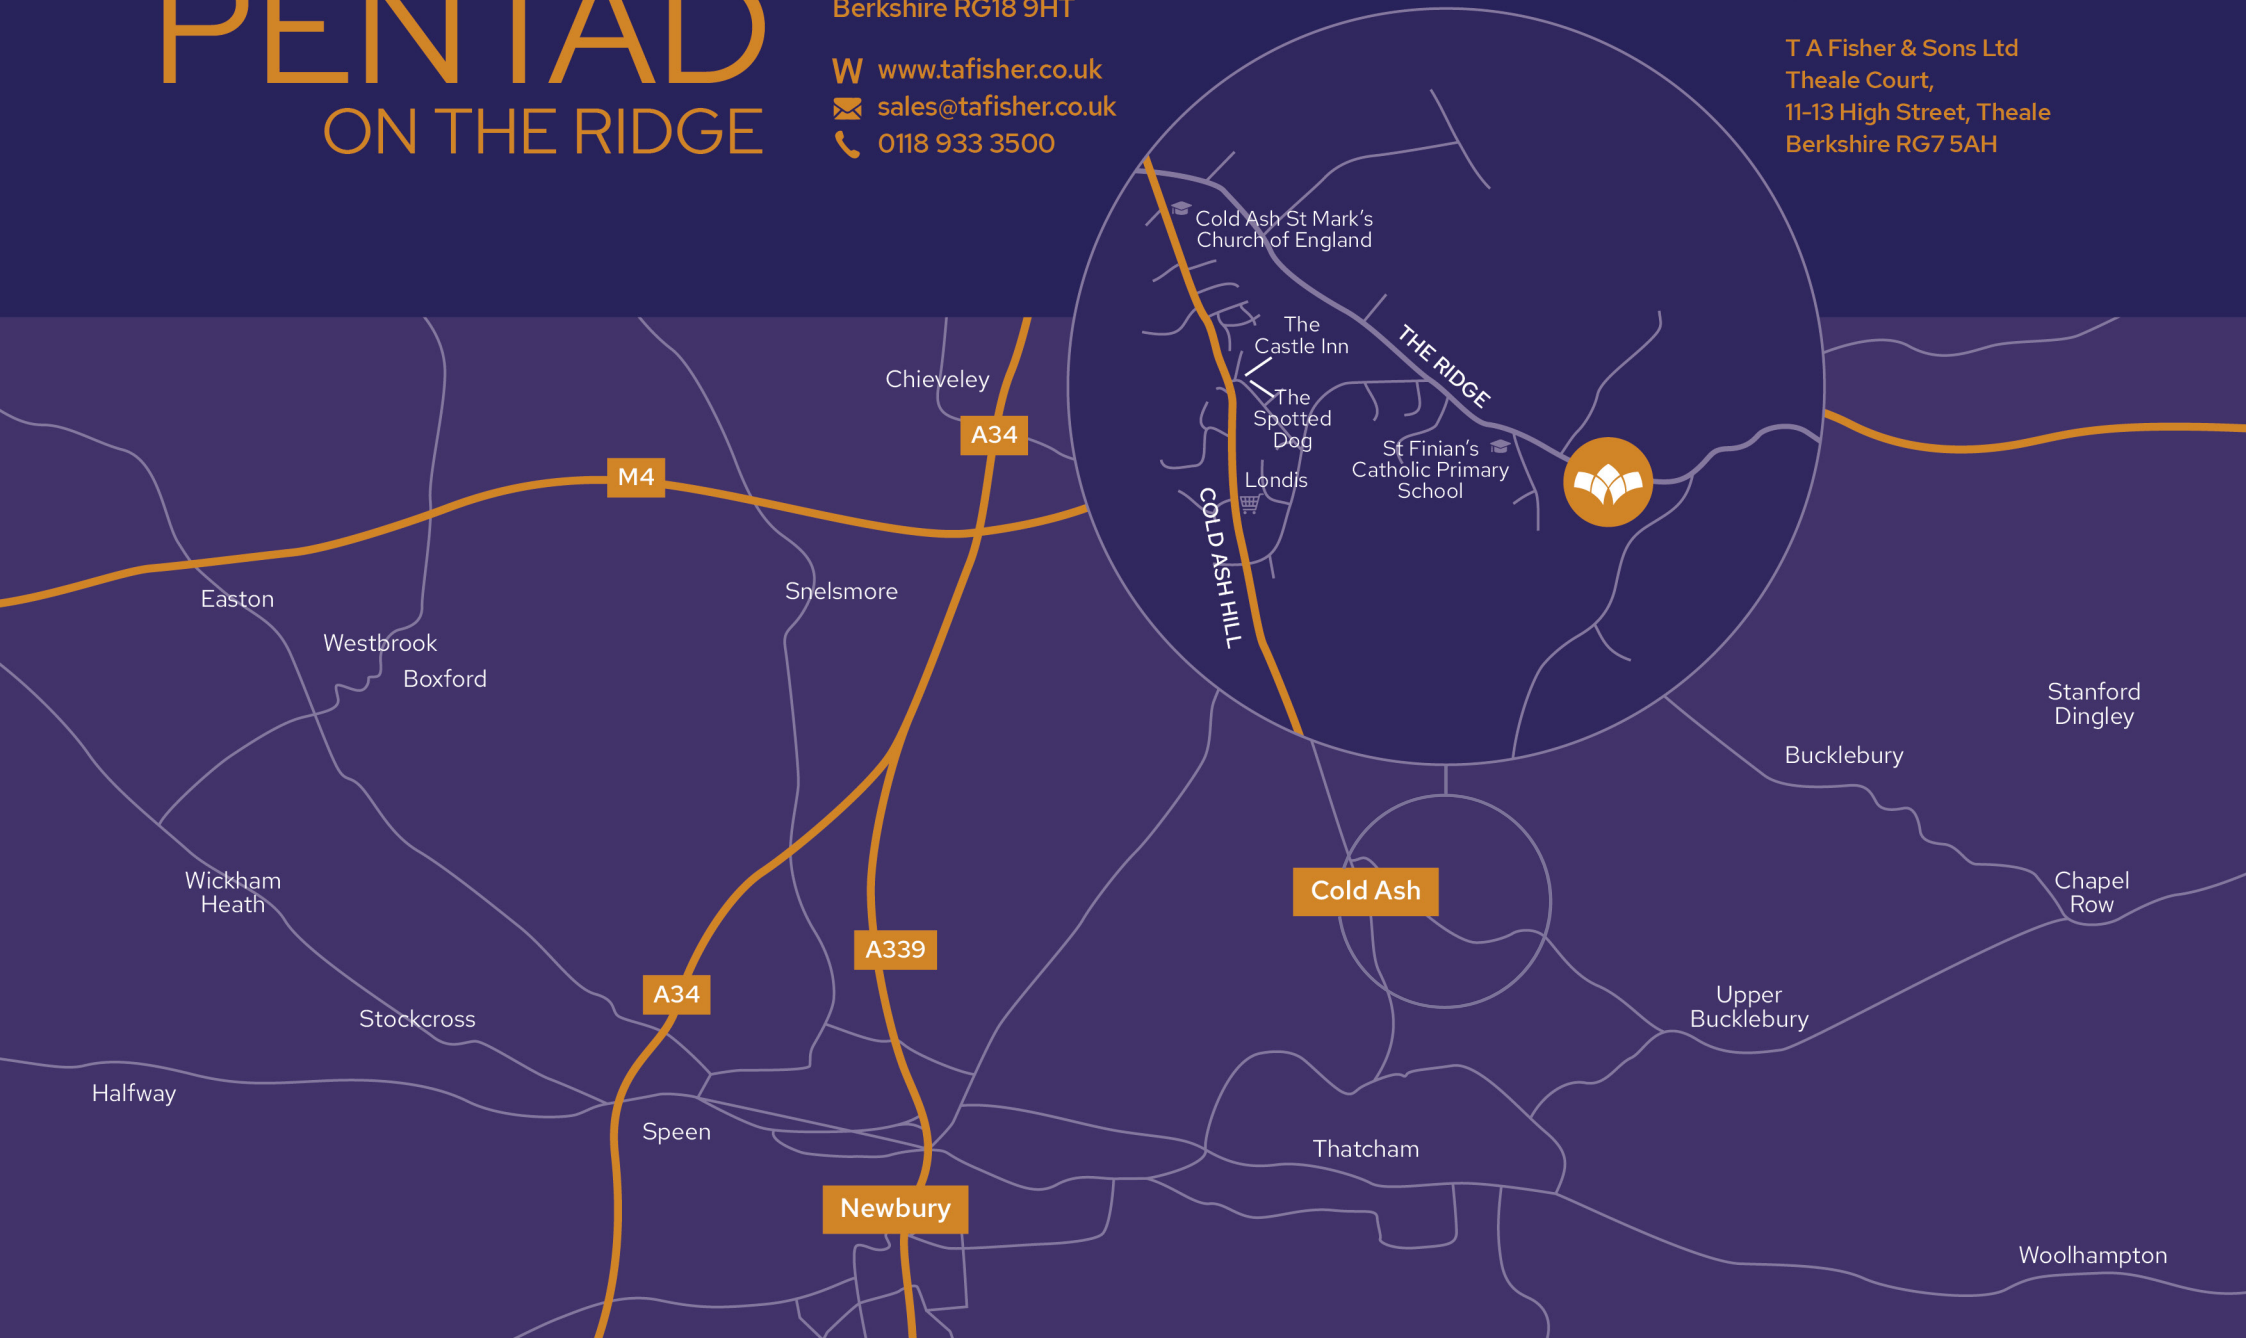 PENTAD
ON THE RIDGE
Berkshire RG18 9HT
W www.tafisher.co.uk
sales@tafisher.co.uk
0118 933 3500
T A Fisher & Sons Ltd
Theale Court,
11-13 High Street, Theale
Berkshire RG7 5AH
Cold Ash St Mark’s
Church of England
The
Castle Inn
THE RIDGE
The
Spotted
Dog
St Finian’s
Catholic Primary
School
Londis
COLD ASH HILL
Chieveley
A34
M4
Snelsmore
Easton
Westbrook
Boxford
Stanford
Dingley
Bucklebury
Wickham
Heath
Cold Ash
Chapel
Row
A339
A34
Upper
Bucklebury
Stockcross
Halfway
Speen
Thatcham
Newbury
Woolhampton